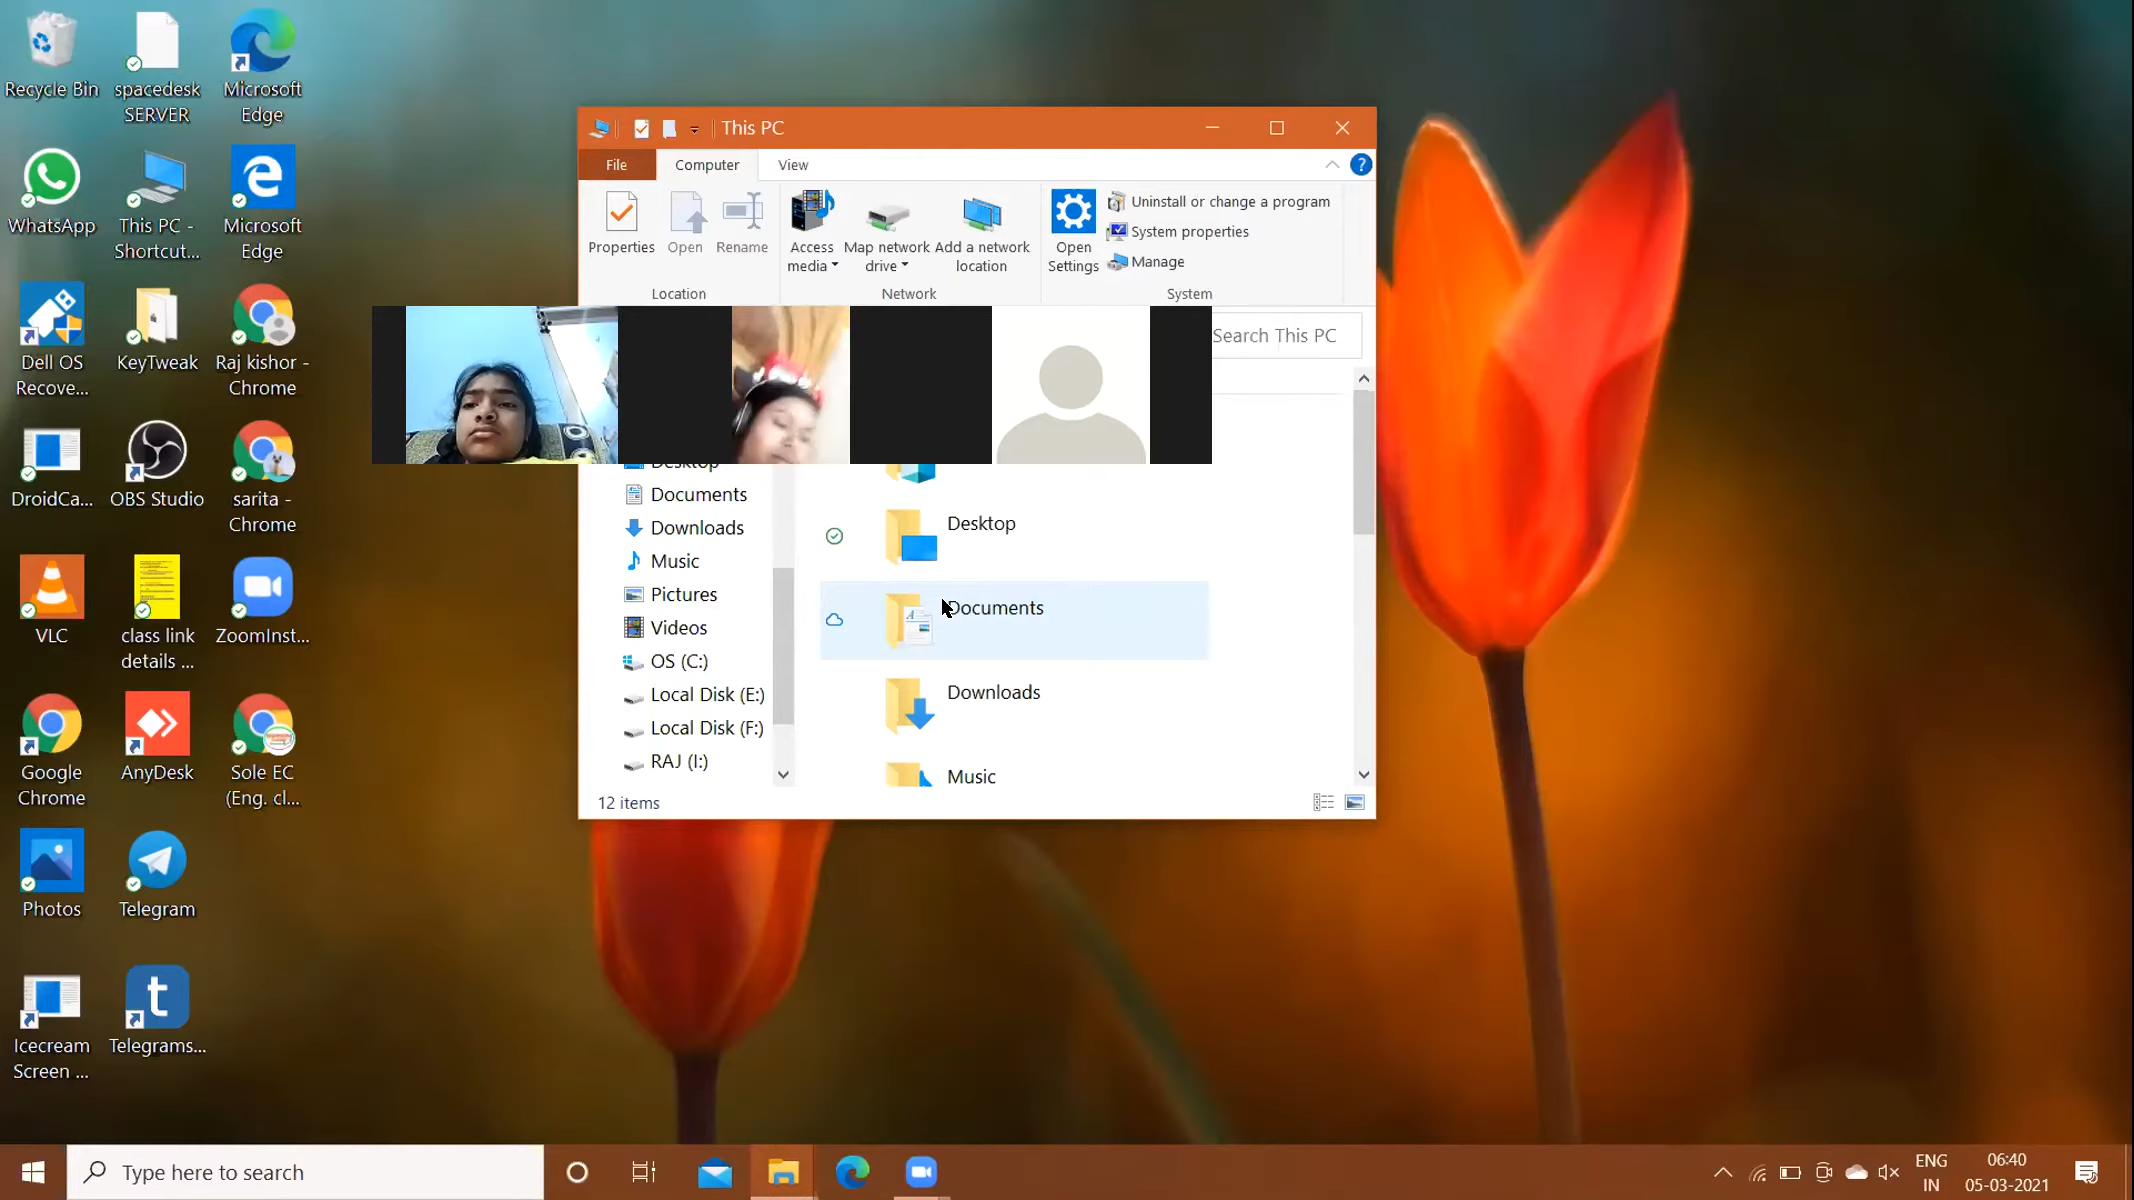 Recycle Bin
spacedesk
SERVER
Microsoft
Edge
WhatsApp
This PC -
Shortcut...
Microsoft
Edge
Dell OS
Recove...
KeyTweak
Raj kishor -
Chrome
DroidCa...
OBS Studio
sarita -
Chrome
VLC
class link
details ...
ZoomInst...
Google
Chrome
AnyDesk
Sole EC
(Eng. cl...
Photos
Telegram
Icecream
Screen ...
Telegrams...
This PC
File
Computer
View
Properties
Open
Rename
Access
media
Map network
drive
Add a network
location
Open
Settings
Uninstall or change a program
System properties
Manage
Location
Network
System
Search This PC
Desktop
Documents
Downloads
Music
Pictures
Videos
OS (C:)
Local Disk (E:)
Local Disk (F:)
RAJ (I:)
Desktop
Documents
Downloads
Music
12 items
Type here to search
ENG
IN
06:40
05-03-2021